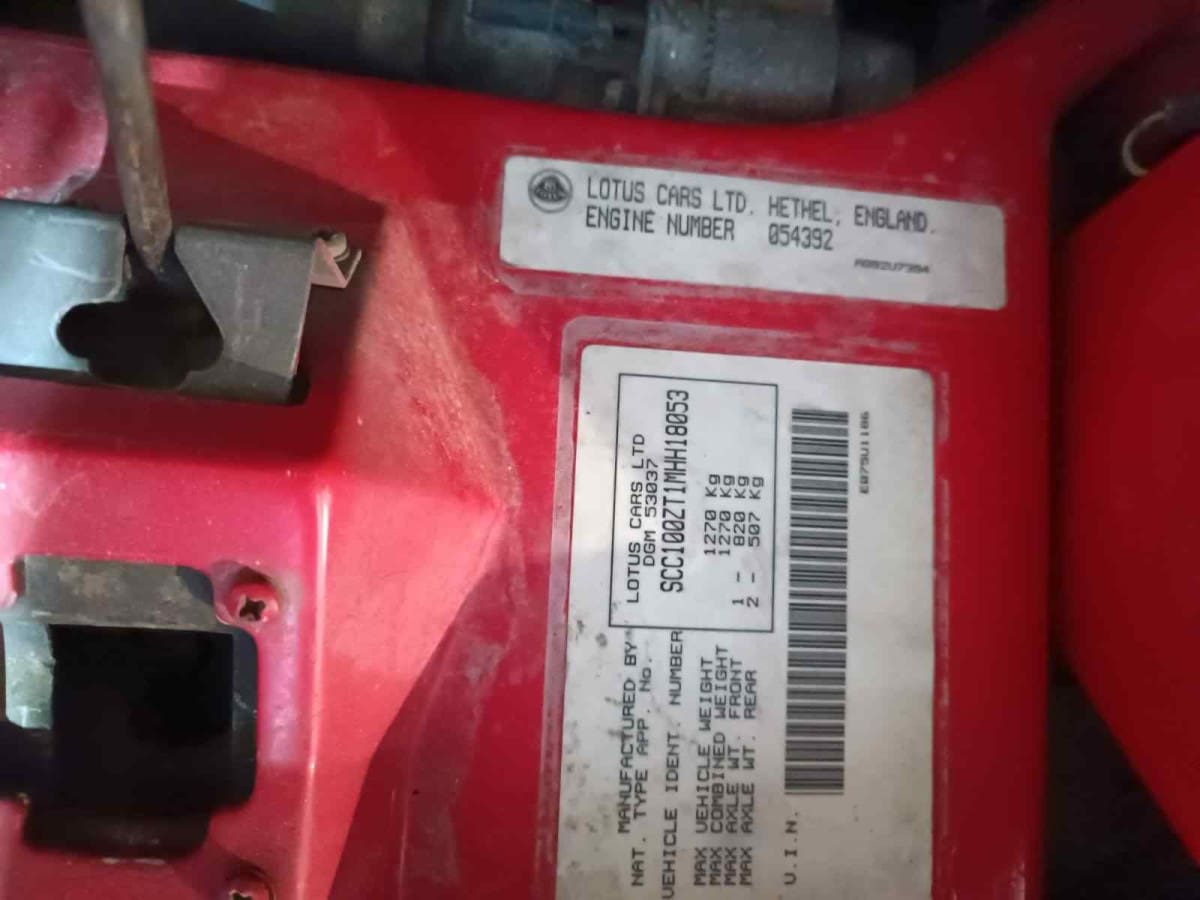 LOTUS CARS LTD. HETHEL, ENGLAND.
ENGINE NUMBER 054392
A082U7354
MANUFACTURED BY LOTUS CARS LTD
NAT. TYPE APP. No. DGM 53037
VEHICLE IDENT. NUMBER SCC100ZT1MHH18053
MAX VEHICLE WEIGHT 1270 Kg
MAX COMBINED WEIGHT 1270 Kg
MAX AXLE WT. FRONT 1 - 820 Kg
MAX AXLE WT. REAR 2 - 507 Kg
V.I.N.
E075U1186